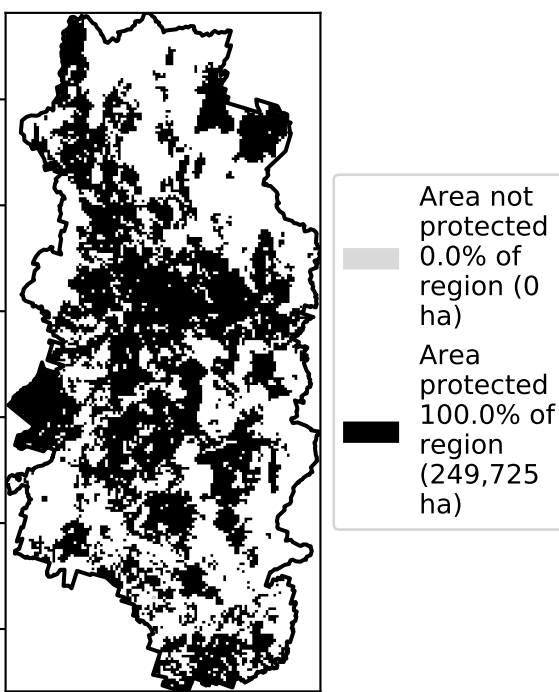 Area not
protected
0.0% of
region (0
ha)
Area
protected
100.0% of
region
(249,725
ha)